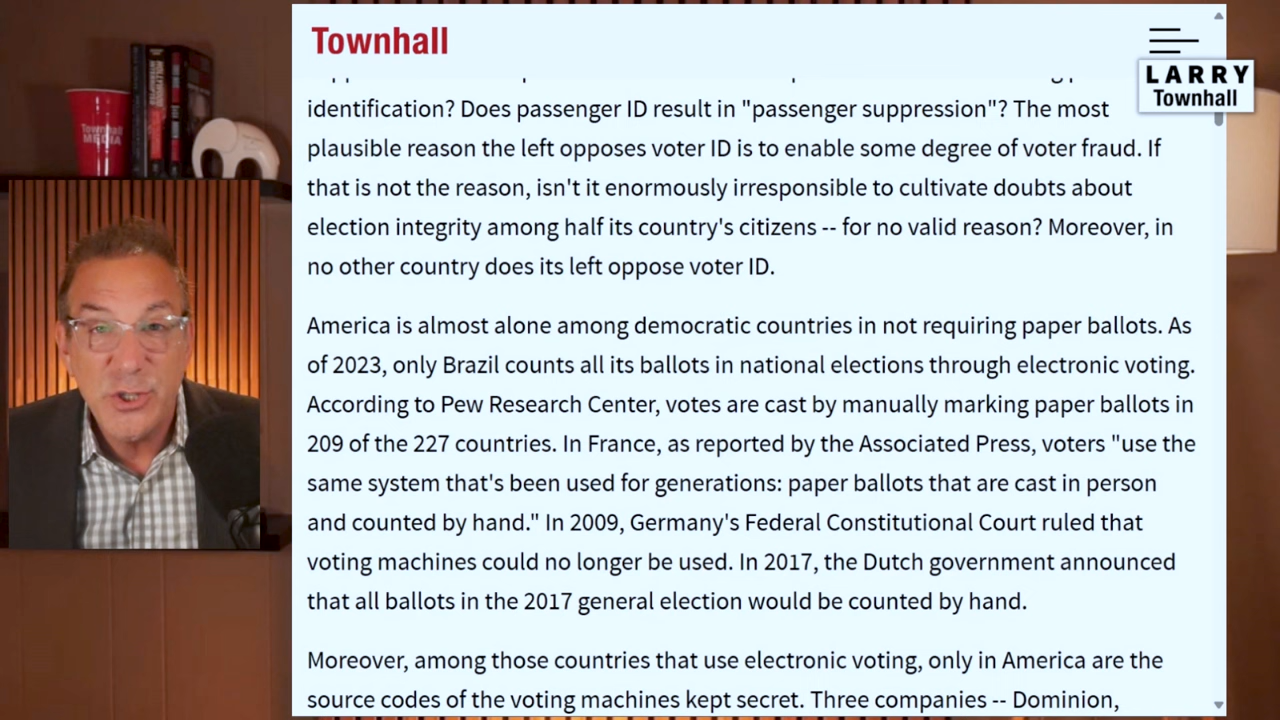 Townhall
LARRY
Townhall
identification? Does passenger ID result in "passenger suppression"? The most
plausible reason the left opposes voter ID is to enable some degree of voter fraud. If
that is not the reason, isn't it enormously irresponsible to cultivate doubts about
election integrity among half its country's citizens -- for no valid reason? Moreover, in
no other country does its left oppose voter ID.
America is almost alone among democratic countries in not requiring paper ballots. As
of 2023, only Brazil counts all its ballots in national elections through electronic voting.
According to Pew Research Center, votes are cast by manually marking paper ballots in
209 of the 227 countries. In France, as reported by the Associated Press, voters "use the
same system that's been used for generations: paper ballots that are cast in person
and counted by hand." In 2009, Germany's Federal Constitutional Court ruled that
voting machines could no longer be used. In 2017, the Dutch government announced
that all ballots in the 2017 general election would be counted by hand.
Moreover, among those countries that use electronic voting, only in America are the
source codes of the voting machines kept secret. Three companies -- Dominion,
Townhall
MEDIA